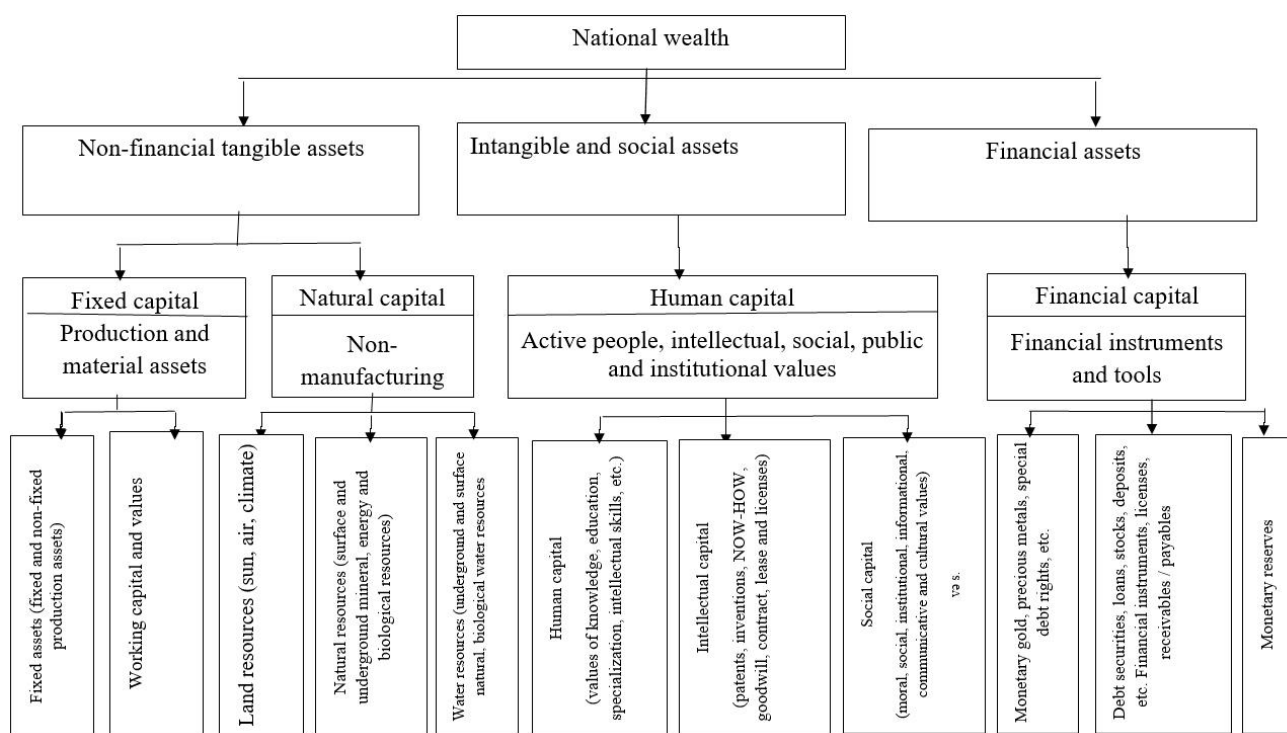 National wealth
Non-financial tangible assets
Intangible and social assets
Financial assets
Fixed capital
Production and
material assets
Natural capital
Non-
manufacturing
Human capital
Active people, intellectual, social, public
and institutional values
Financial capital
Financial instruments
and tools
Fixed assets (fixed and non-fixed
production assets)
Working capital and values
Land resources (sun, air, climate)
Natural resources (surface and
underground mineral, energy and
biological resources)
Water resources (underground and surface
natural, biological water resources
Human capital
(values of knowledge, education,
specialization, intellectual skills, etc.)
Intellectual capital
(patents, inventions, NOW-HOW,
goodwill, contract, lease and licenses)
Social capital
(moral, social, institutional, informational,
communicative and cultural values)
və s.
Monetary gold, precious metals, special
debt rights, etc.
Debt securities, loans, stocks, deposits,
etc. Financial instruments, licenses,
receivables / payables
Monetary reserves